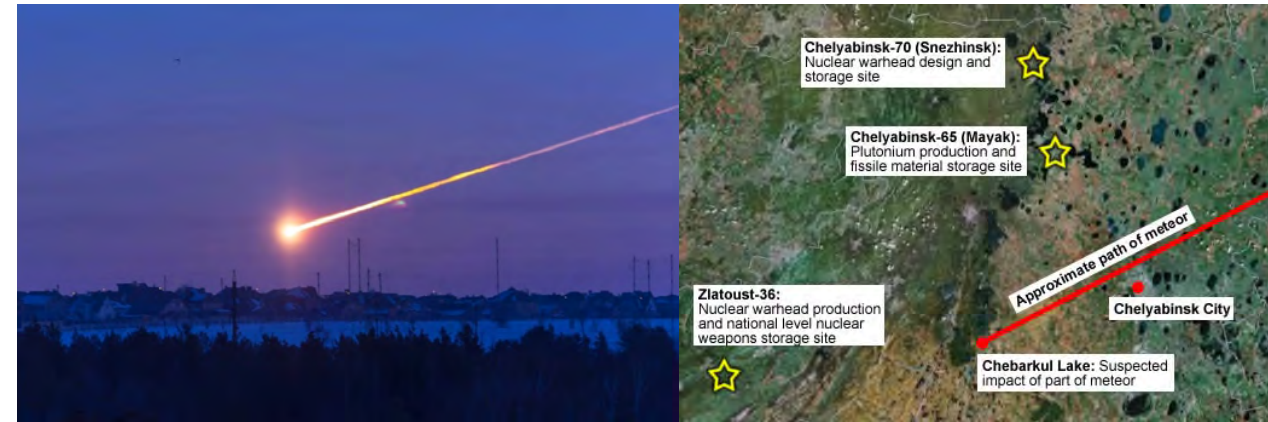 Chelyabinsk-70 (Snezhinsk):
Nuclear warhead design and
storage site
Chelyabinsk-65 (Mayak):
Plutonium production and
fissile material storage site
Approximate path of meteor
Zlatoust-36:
Nuclear warhead production
and national level nuclear
weapons storage site
Chelyabinsk City
Chebarkul Lake: Suspected
impact of part of meteor